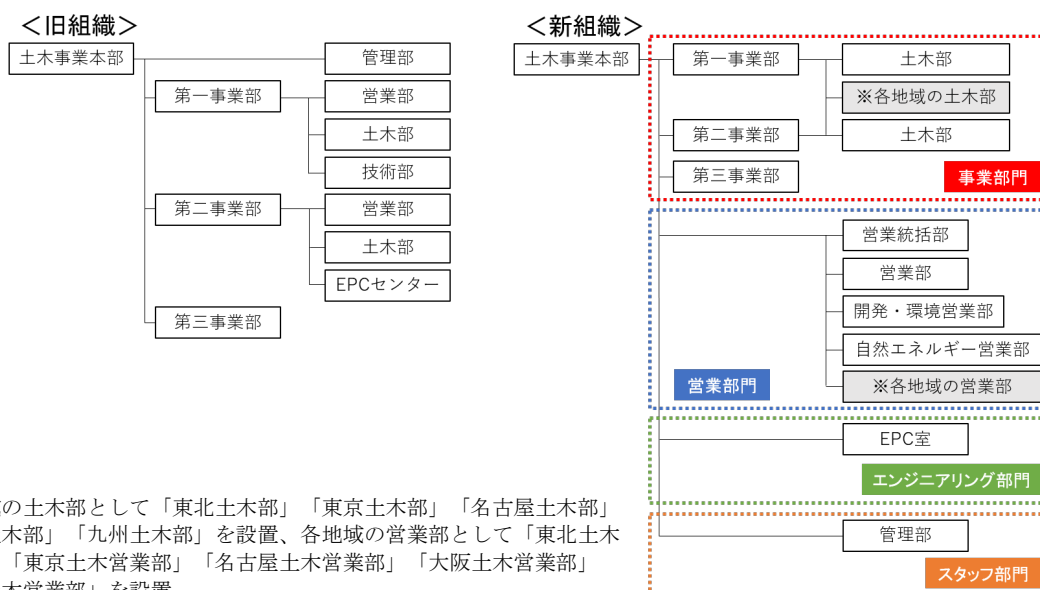 ＜旧組織＞
土木事業本部
管理部
第一事業部
営業部
土木部
技術部
第二事業部
営業部
土木部
EPCセンター
第三事業部
＜新組織＞
土木事業本部
第一事業部
土木部
※各地域の土木部
第二事業部
土木部
第三事業部
事業部門
営業統括部
営業部
開発・環境営業部
自然エネルギー営業部
※各地域の営業部
営業部門
EPC室
エンジニアリング部門
管理部
スタッフ部門
の土木部として「東北土木部」「東京土木部」「名古屋土木部」
木部」「九州土木部」を設置、各地域の営業部として「東北土木
「東京土木営業部」「名古屋土木営業部」「大阪土木営業部」
木営業部」を設置